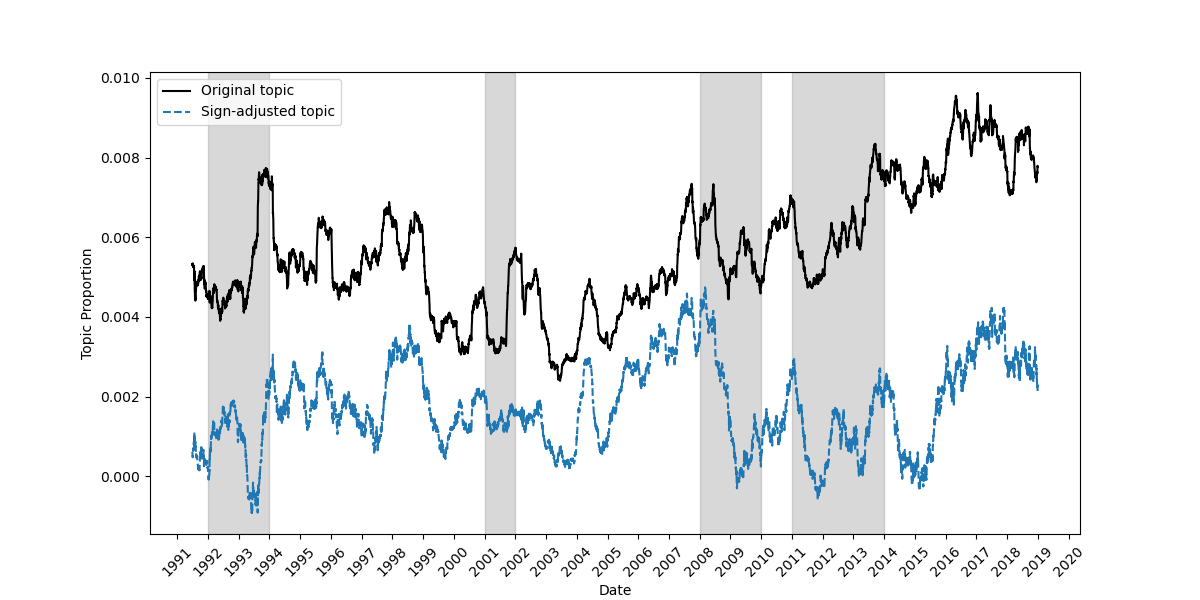 0.010
0.008
0.006
0.004
0.002
0.000
Topic Proportion
Original topic
Sign-adjusted topic
1991 1992 1993 1994 1995 1996 1997 1998 1999 2000 2001 2002 2003 2004 2005 2006 2007 2008 2009 2010 2011 2012 2013 2014 2015 2016 2017 2018 2019 2020
Date